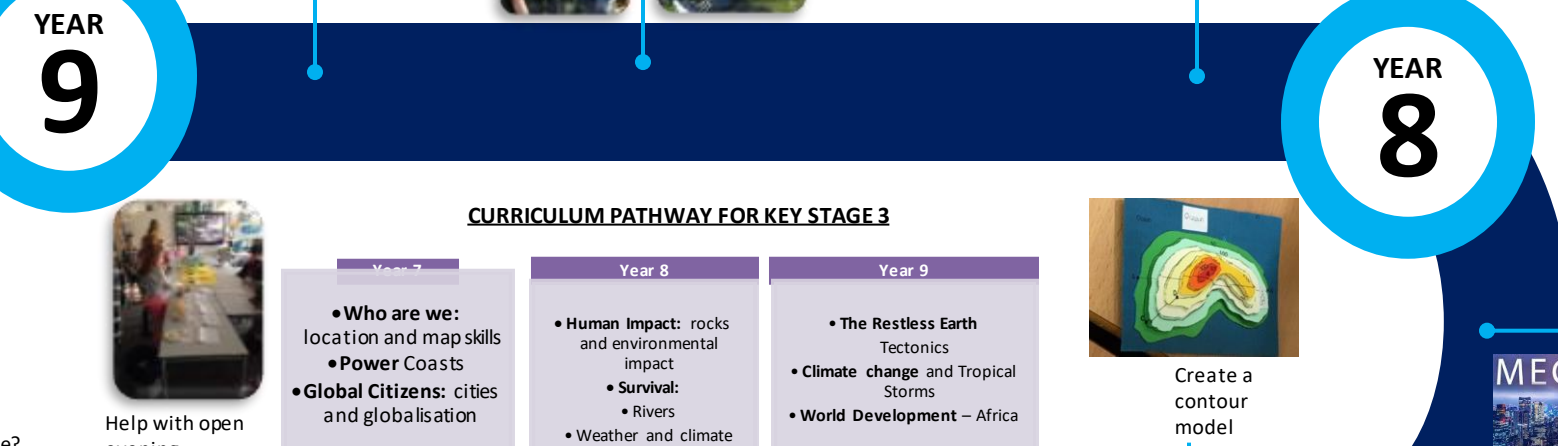 YEAR
9
YEAR
8
CURRICULUM PATHWAY FOR KEY STAGE 3
Year 7
•Who are we:
location and map skills
•Power Coasts
•Global Citizens: cities
and globalisation
Year 8
• Human Impact: rocks
and environmental
impact
• Survival:
• Rivers
• Weather and climate
Year 9
• The Restless Earth
Tectonics
• Climate change and Tropical
Storms
• World Development – Africa
Help with open
evening
Create a
contour
model